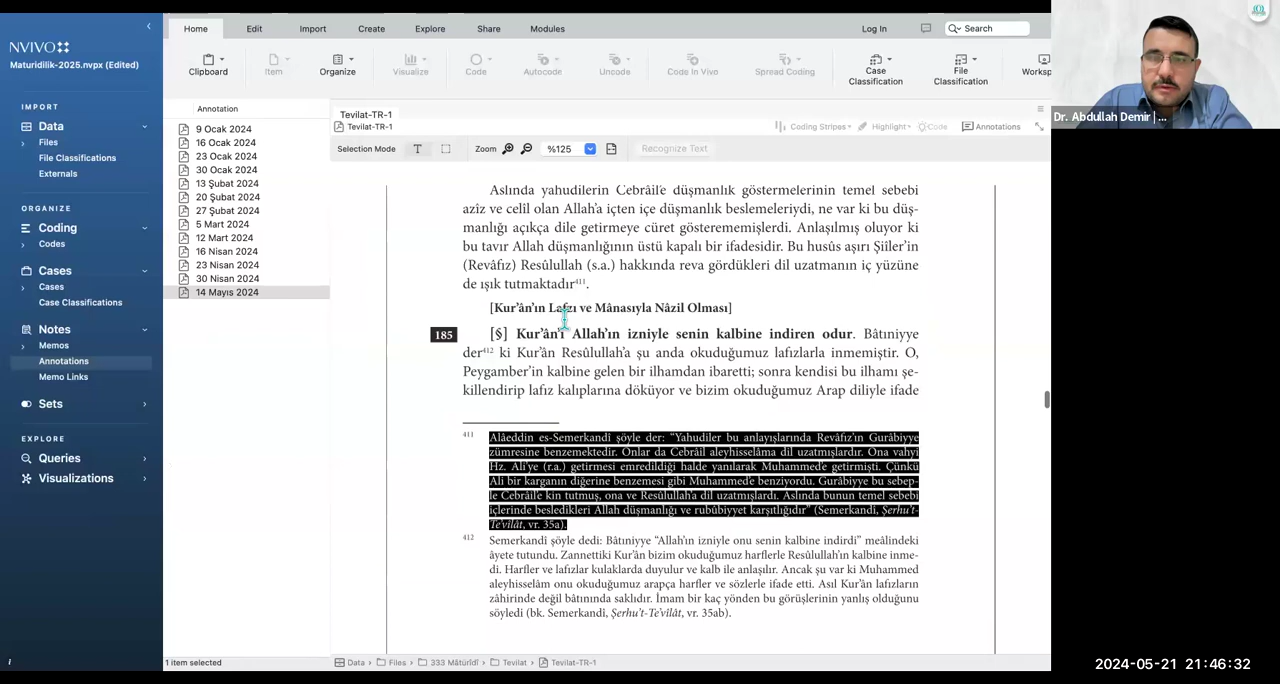 NVIVO
Maturidilik-2025.nvpx (Edited)
IMPORT
Data
Files
File Classifications
Externals
ORGANIZE
Coding
Codes
Cases
Cases
Case Classifications
Notes
Memos
Annotations
Memo Links
Sets
EXPLORE
Queries
Visualizations
Home
Edit
Import
Create
Explore
Share
Modules
Log In
Search
Clipboard
Item
Organize
Visualize
Code
Autocode
Uncode
Code In Vivo
Spread Coding
Case Classification
File Classification
Worksp
Annotation
9 Ocak 2024
16 Ocak 2024
23 Ocak 2024
30 Ocak 2024
13 Şubat 2024
20 Şubat 2024
27 Şubat 2024
5 Mart 2024
12 Mart 2024
16 Nisan 2024
23 Nisan 2024
30 Nisan 2024
14 Mayıs 2024
1 item selected
Tevilat-TR-1
Tevilat-TR-1
Coding Stripes
Highlight
Code
Annotations
Selection Mode
Zoom
%125
Recognize Text
Aslında yahudilerin Cebrâil'e düşmanlık göstermelerinin temel sebebi
azîz ve celîl olan Allah'a içten içe düşmanlık beslemeleriydi, ne var ki bu düş-
manlığı açıkça dile getirmeye cüret gösterememişlerdi. Anlaşılmış oluyor ki
bu tavır Allah düşmanlığının üstü kapalı bir ifadesidir. Bu husûs aşırı Şiîler'in
(Revâfız) Resûlullah (s.a.) hakkında reva gördükleri dil uzatmanın iç yüzüne
de ışık tutmaktadır411.
[Kur'ân'ın Lafızı ve Mânasıyla Nâzil Olması]
185 [§] Kur'ân'ı Allah'ın izniyle senin kalbine indiren odur. Bâtıniyye
der412 ki Kur'ân Resûlullah'a şu anda okuduğumuz lafızlarla inmemiştir. O,
Peygamber'in kalbine gelen bir ilhamdan ibaretti; sonra kendisi bu ilhamı şe-
killendirip lafız kalıplarına döküyor ve bizim okuduğumuz Arap diliyle ifade
411 Alâeddin es-Semerkandî şöyle der: "Yahudiler bu anlayışlarında Revâfız'ın Gurâbiyye
zümresine benzemektedir. Onlar da Cebrâil aleyhisselâma dil uzatmışlardır. Ona vahyi
Hz. Ali'ye (r.a.) getirmesi emredildiği halde yanılarak Muhammed'e getirmişti. Çünkü
Ali bir karganın diğerine benzemesi gibi Muhammed'e benziyordu. Gurâbiyye bu sebep-
le Cebrâil'e kin tutmuş, ona ve Resûlullah'a dil uzatmışlardı. Aslında bunun temel sebebi
içlerinde besledikleri Allah düşmanlığı ve rubûbiyyet karşıtlığıdır" (Semerkandî, Şerhu't-
Te'vîlât, vr. 35a).
412 Semerkandî şöyle dedi: Bâtıniyye "Allah'ın izniyle onu senin kalbine indirdi" meâlindeki
âyete tutundu. Zannettiki Kur'ân bizim okuduğumuz harflerle Resûlullah'ın kalbine inme-
di. Harfler ve lafızlar kulaklarda duyulur ve kalb ile anlaşılır. Ancak şu var ki Muhammed
aleyhisselâm onu okuduğumuz arapça harfler ve sözlerle ifade etti. Asıl Kur'ân lafızların
zâhirinde değil bâtınında saklıdır. İmam bir kaç yönden bu görüşlerinin yanlış olduğunu
söyledi (bk. Semerkandî, Şerhu't-Te'vîlât, vr. 35ab).
Data
Files
333 Mâtürîdî
Tevilat
Tevilat-TR-1
Dr. Abdullah Demir | ...
2024-05-21 21:46:32